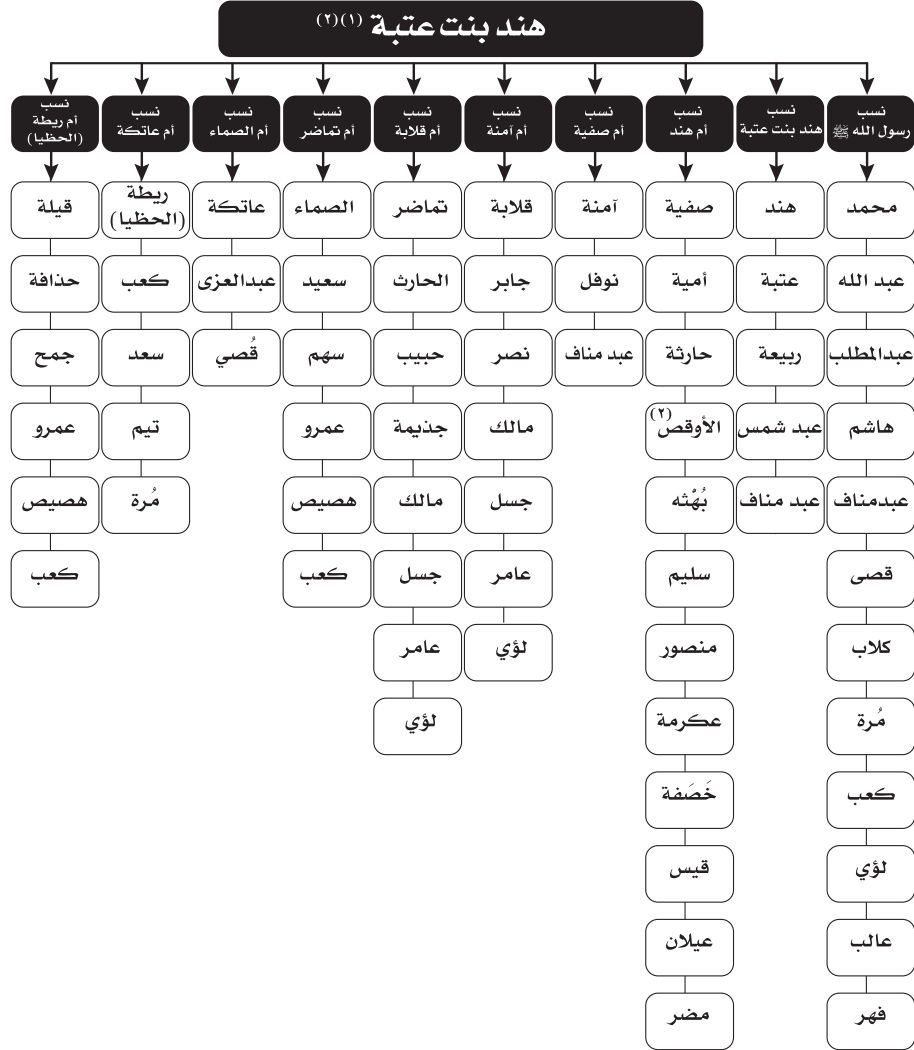 هند بنت عتبة (١)(٢)
نسب
رسول الله ﷺ
محمد
عبد الله
عبدالمطلب
هاشم
عبدمناف
قصى
كلاب
مُرة
كعب
لؤي
عالب
فهر
نسب
هند بنت عتبة
هند
عتبة
ربيعة
عبد شمس
عبد مناف
نسب
أم هند
صفية
أمية
حارثة
الأوقص (٢)
بُهْثه
سليم
منصور
عكرمة
خَصَفة
قيس
عيلان
مضر
نسب
أم صفية
آمنة
نوفل
عبد مناف
نسب
أم آمنة
قلابة
جابر
نصر
مالك
جسل
عامر
لؤي
نسب
أم قلابة
تماضر
الحارث
حبيب
جذيمة
مالك
جسل
عامر
لؤي
نسب
أم تماضر
الصماء
سعيد
سهم
عمرو
هصيص
كعب
نسب
أم الصماء
عاتكة
عبدالعزى
قُصي
نسب
أم عاتكة
ريطة
(الحظيا)
كعب
سعد
تيم
مُرة
نسب
أم ريطة
(الحظيا)
قيلة
حذافة
جمح
عمرو
هصيص
كعب